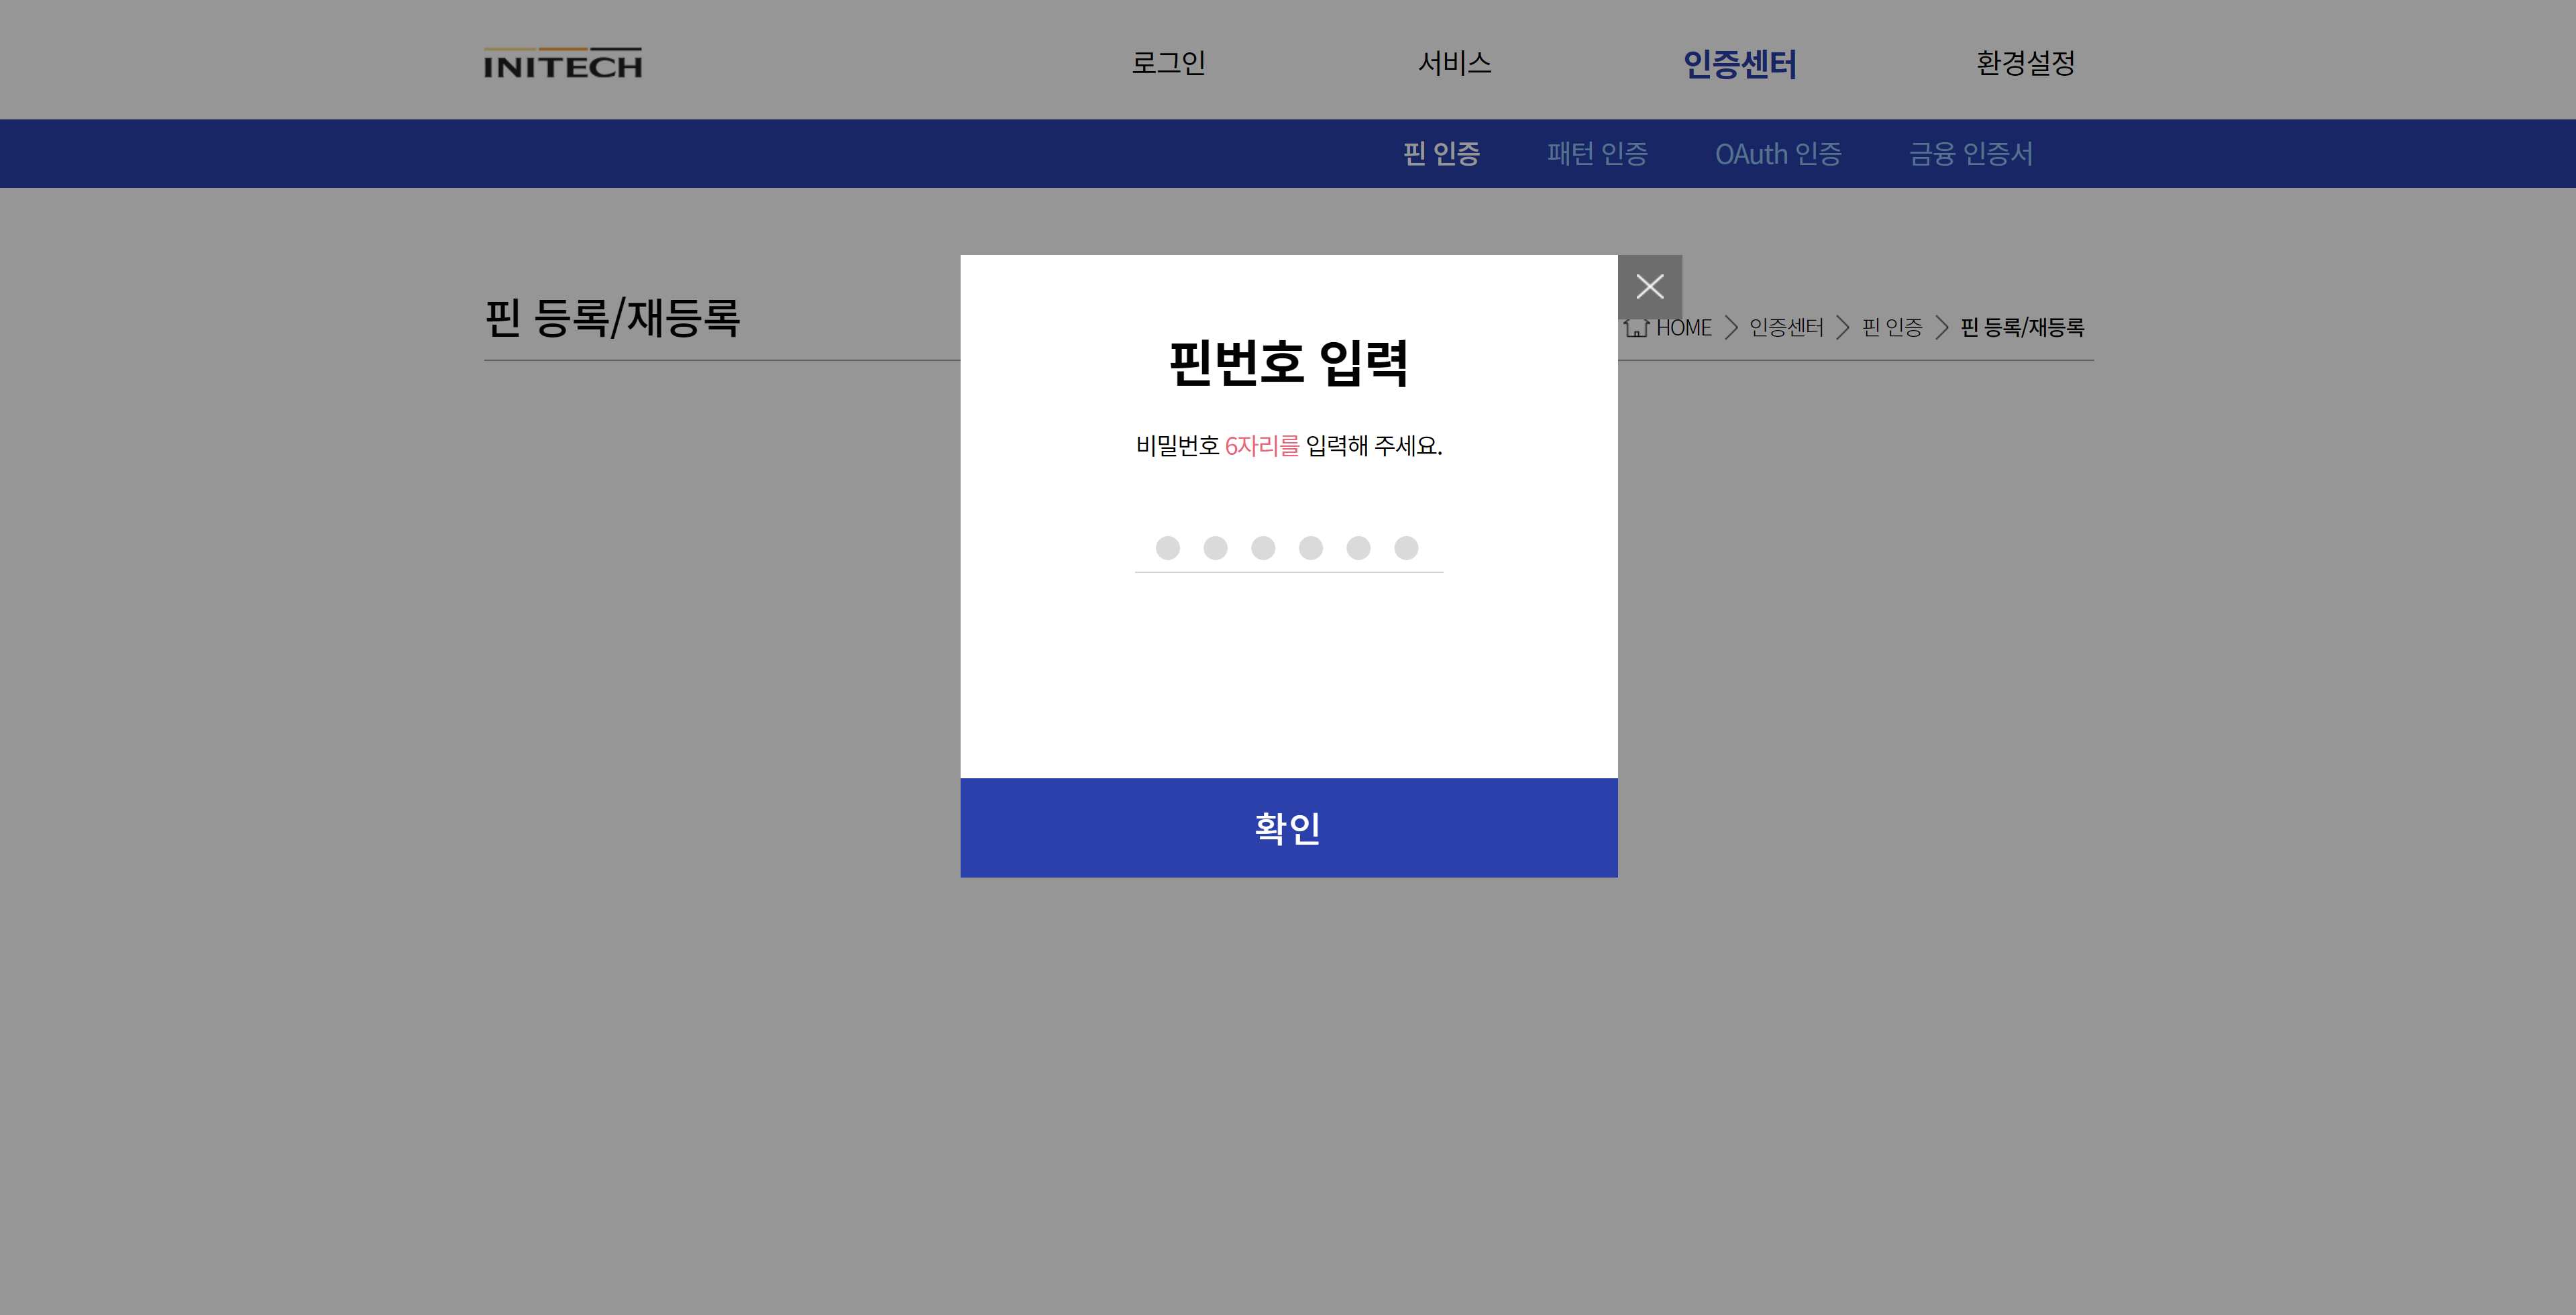 INITECH
로그인 서비스 인증센터 환경설정
핀 인증 패턴 인증 OAuth 인증 금융 인증서
핀 등록/재등록
HOME 인증센터 핀 인증 핀 등록/재등록
핀번호 입력
비밀번호 6자리를 입력해 주세요.
확인